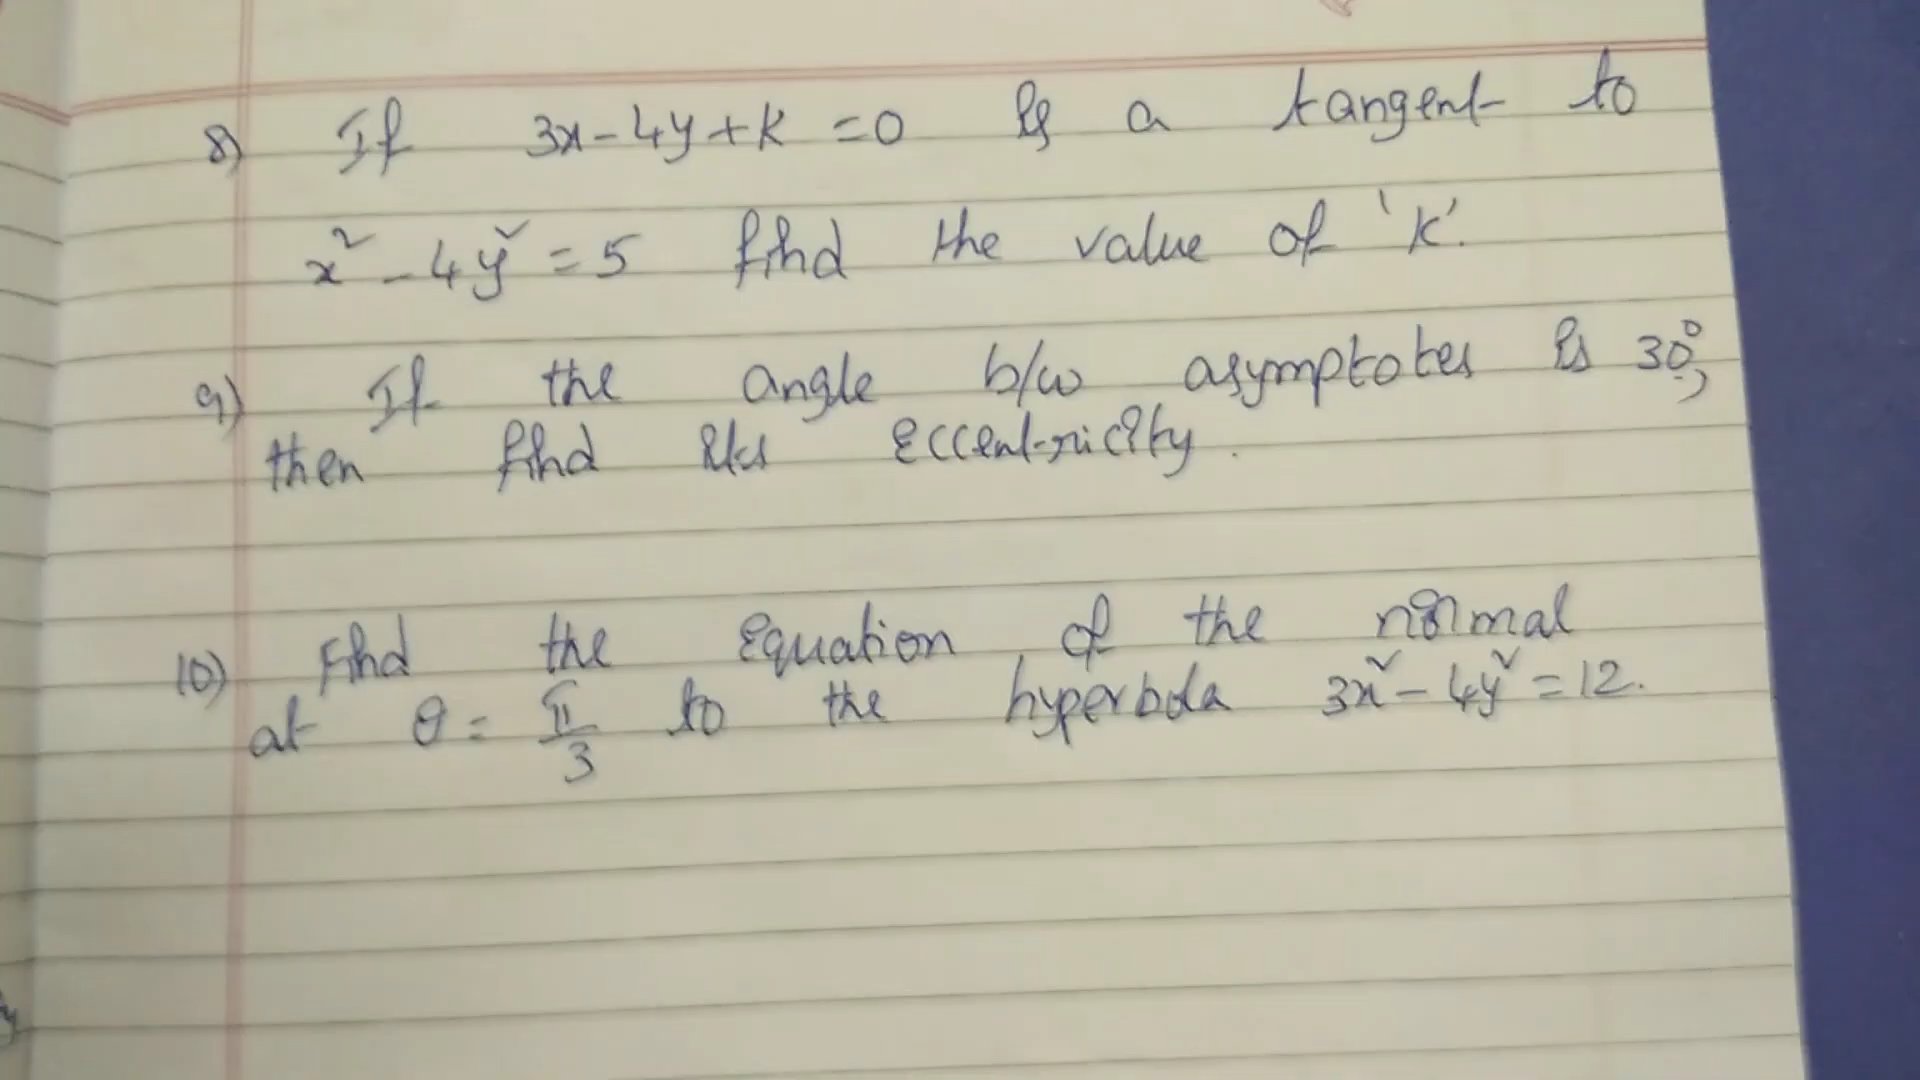 8) If 3x-4y+k=0 is a tangent to
x²-4y²=5 find the value of 'k'.
9) If the angle b/w asymptotes is 30°,
then find its eccentricity.
10) Find the equation of the normal
at θ=π/3 to the hyperbola 3x²-4y²=12.